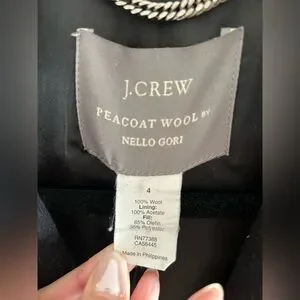 J.CREW
PEACOAT WOOL BY
NELLO GORI
4
100% Wool
Lining:
100% Acetate
Fill:
65% Olefin
35% Polyester
RN77388
CA56445
Made in Philippines